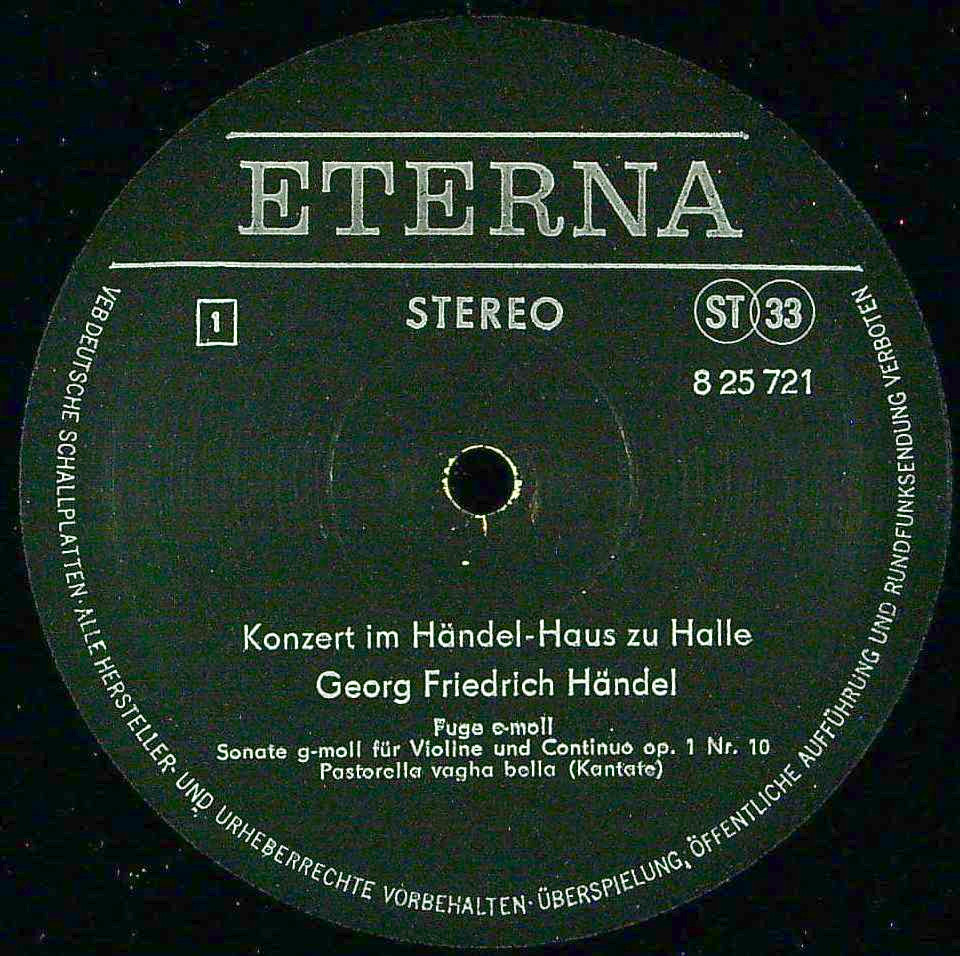 ETERNA
1
STEREO
ST 33
8 25 721
Konzert im Händel-Haus zu Halle
Georg Friedrich Händel
Fuge c-moll
Sonate g-moll für Violine und Continuo op. 1 Nr. 10
Pastorella vagha bella (Kantate)
VEB DEUTSCHE SCHALLPLATTEN · ALLE HERSTELLER- UND URHEBERRECHTE VORBEHALTEN · ÜBERSPIELUNG, ÖFFENTLICHE AUFFÜHRUNG UND RUNDFUNKSENDUNG VERBOTEN